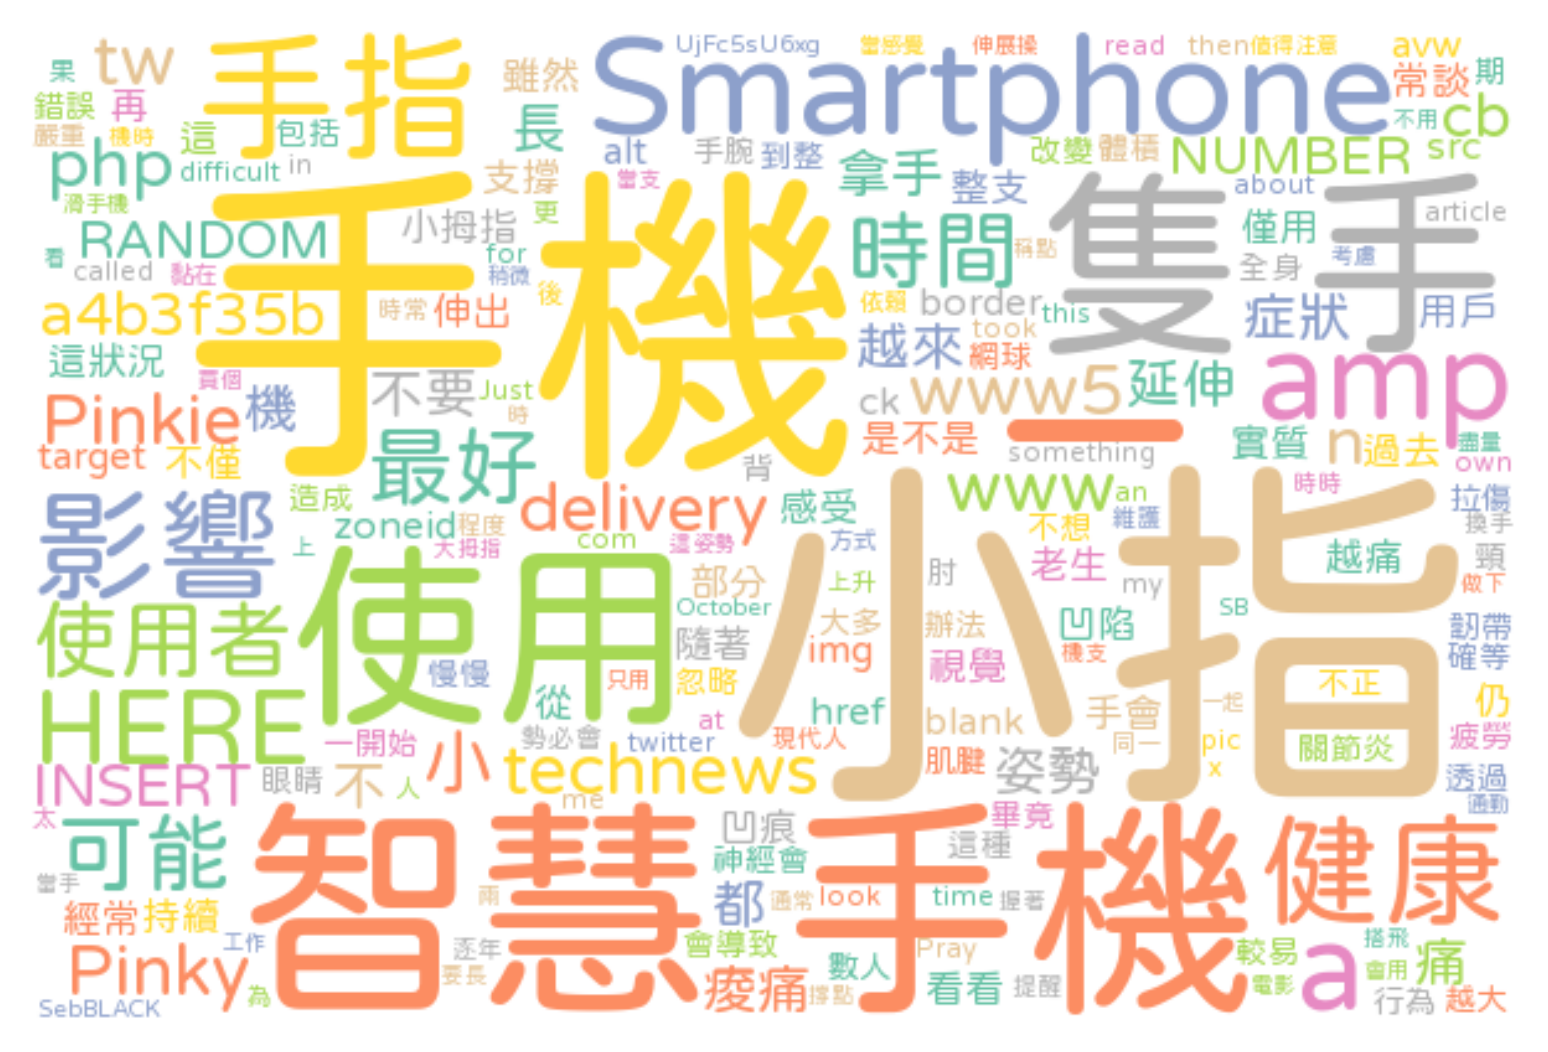 UjFc5sU6xg 當感覺 伸展操 read then 值得注意 avw
果 tw 手指 雖然 Smartphone 常談 期
錯誤 再 長 不用 cb
嚴重 機時 這 包括 alt 手腕 到整 改變 體積 NUMBER src
php difficult in 支撐 當支 拿手 整支 about
滑手機 RANDOM 小拇指 更 時間 稱點 隻手 僅用 article
看 called 黏在 for 稍微 全身 考慮
a4b3f35b 手機 時常 伸出 後 依賴 border this 症狀 用戶
這狀況 越來 took 網球
買個 不要 Just ck www5 延伸 amp
Pinkie 機 時 是不是 一 實質 n 過去 盡量
target 不僅 最好 背 something own
影響 造成 delivery 感受 www an 小指 時時 拉傷
zoneid 程度 不想 維護 換手
上 大拇指 com 這姿勢 方式 老生 越痛 頸
使用 部分 上升 肘 my 做下
使用者 October 大多 辦法 凹陷 SB 韌帶
慢慢 隨著 img 視覺 機支 確等
只用 忽略 不正
HERE 從 href blank 手會 一起 仍
一開始 勢必會 at twitter 現代人 同一 pic 關節炎 疲勞
INSERT 眼睛 不 人 小 technews 肌腱 姿勢 x 透過
太 me 畢竟 通勤
可能 智慧手機 凹痕 這種 健康
當手 神經會
經常 持續 兩 都 通常 look time 握著
工作 逐年 會導致 Pray 較易 搭飛
Pinky 要長 痠痛 數人 看看 提醒 電影 a 會用 痛
SebBLACK 為 撐點 行為 越大